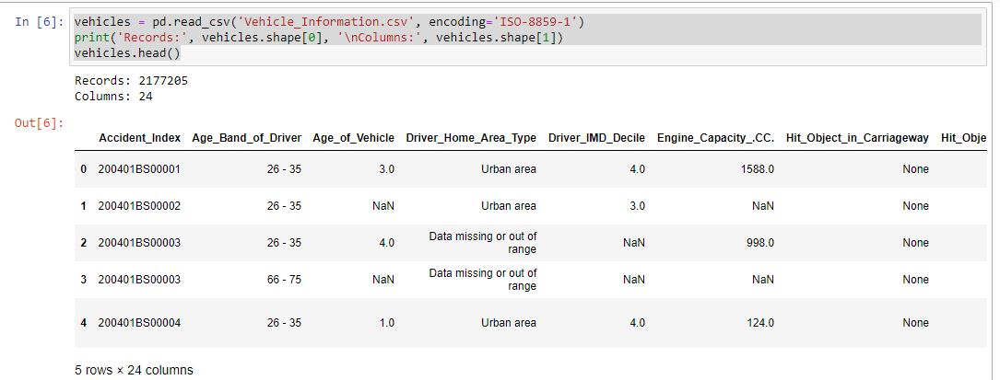 In [6]: vehicles = pd.read_csv('Vehicle_Information.csv', encoding='ISO-8859-1')
print('Records:', vehicles.shape[0], '\nColumns:', vehicles.shape[1])
vehicles.head()
Records: 2177205
Columns: 24
Out[6]:
Accident_Index Age_Band_of_Driver Age_of_Vehicle Driver_Home_Area_Type Driver_IMD_Decile Engine_Capacity_.CC. Hit_Object_in_Carriageway Hit_Obje
0 200401BS00001 26 - 35 3.0 Urban area 4.0 1588.0 None
1 200401BS00002 26 - 35 NaN Urban area 3.0 NaN None
2 200401BS00003 26 - 35 4.0 Data missing or out of
range NaN 998.0 None
3 200401BS00003 66 - 75 NaN Data missing or out of
range NaN NaN None
4 200401BS00004 26 - 35 1.0 Urban area 4.0 124.0 None
5 rows × 24 columns